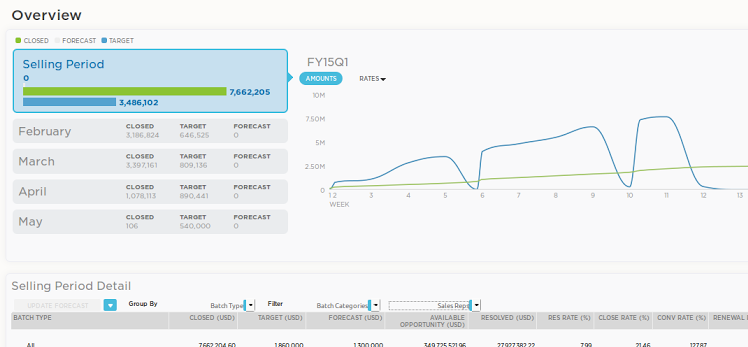 Overview
CLOSED FORECAST TARGET
Selling Period
0
7,662,205
3,486,102
February CLOSED TARGET FORECAST
3,186,824 646,525 0
March CLOSED TARGET FORECAST
3,397,161 809,136 0
April CLOSED TARGET FORECAST
1,078,113 890,441 0
May CLOSED TARGET FORECAST
106 540,000 0
FY15Q1
AMOUNTS RATES
10M
7.50M
5M
2.50M
0
1 2 3 4 5 6 7 8 9 10 11 12 13
WEEK
Selling Period Detail
UPDATE FORECAST Group By Batch Type Filter Batch Categories Sales Reps
BATCH TYPE CLOSED (USD) TARGET (USD) FORECAST (USD) AVAILABLE OPPORTUNITY (USD) RESOLVED (USD) RES RATE (%) CLOSE RATE (%) CONV RATE (%) RENEWAL
All 7,662,204.60 1,860,000 1,300,000 349,725,521.96 27,927,382.22 7.99 21.46 127.87